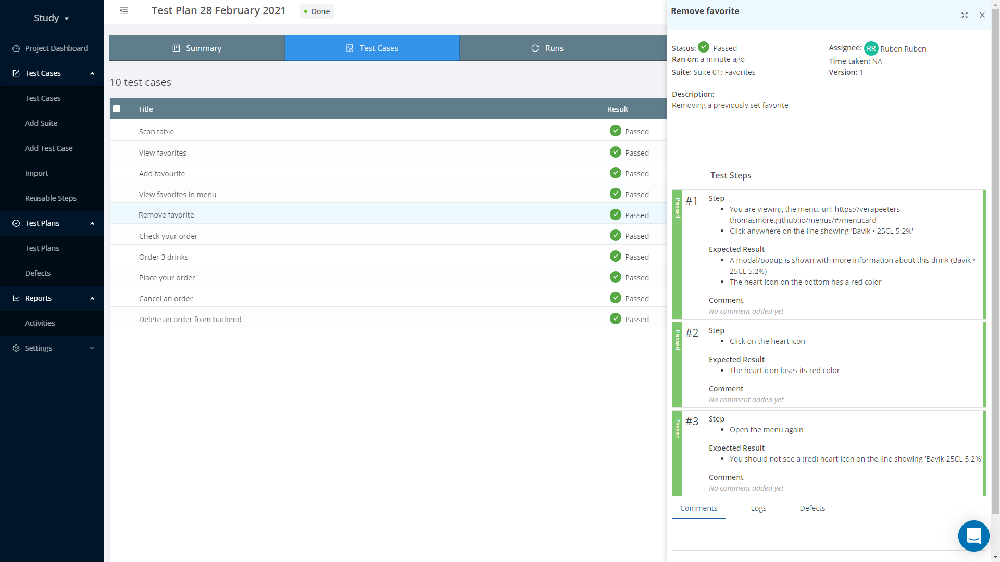 Study
Project Dashboard
Test Cases
Test Cases
Add Suite
Add Test Case
Import
Reusable Steps
Test Plans
Test Plans
Defects
Reports
Activities
Settings
Test Plan 28 February 2021
Done
Summary
Test Cases
Runs
10 test cases
Title Result
Scan table Passed
View favorites Passed
Add favourite Passed
View favorites in menu Passed
Remove favorite Passed
Check your order Passed
Order 3 drinks Passed
Place your order Passed
Cancel an order Passed
Delete an order from backend Passed
Remove favorite
X
Status: Passed
Ran on: a minute ago
Suite: Suite 01: Favorites
Assignee: RR Ruben Ruben
Time taken: NA
Version: 1
Description:
Removing a previously set favorite
Test Steps
Passed
#1
Step
• You are viewing the menu, url: https://verapeeters-
thomasmore.github.io/menus/#/menucard
• Click anywhere on the line showing 'Bavik • 25CL 5.2%'
Expected Result
• A modal/popup is shown with more information about this drink (Bavik •
25CL 5.2%)
• The heart icon on the bottom has a red color
Comment
No comment added yet
Passed
#2
Step
• Click on the heart icon
Expected Result
• The heart icon loses its red color
Comment
No comment added yet
Passed
#3
Step
• Open the menu again
Expected Result
• You should not see a (red) heart icon on the line showing 'Bavik 25CL 5.2%'
Comment
No comment added yet
Comments
Logs
Defects